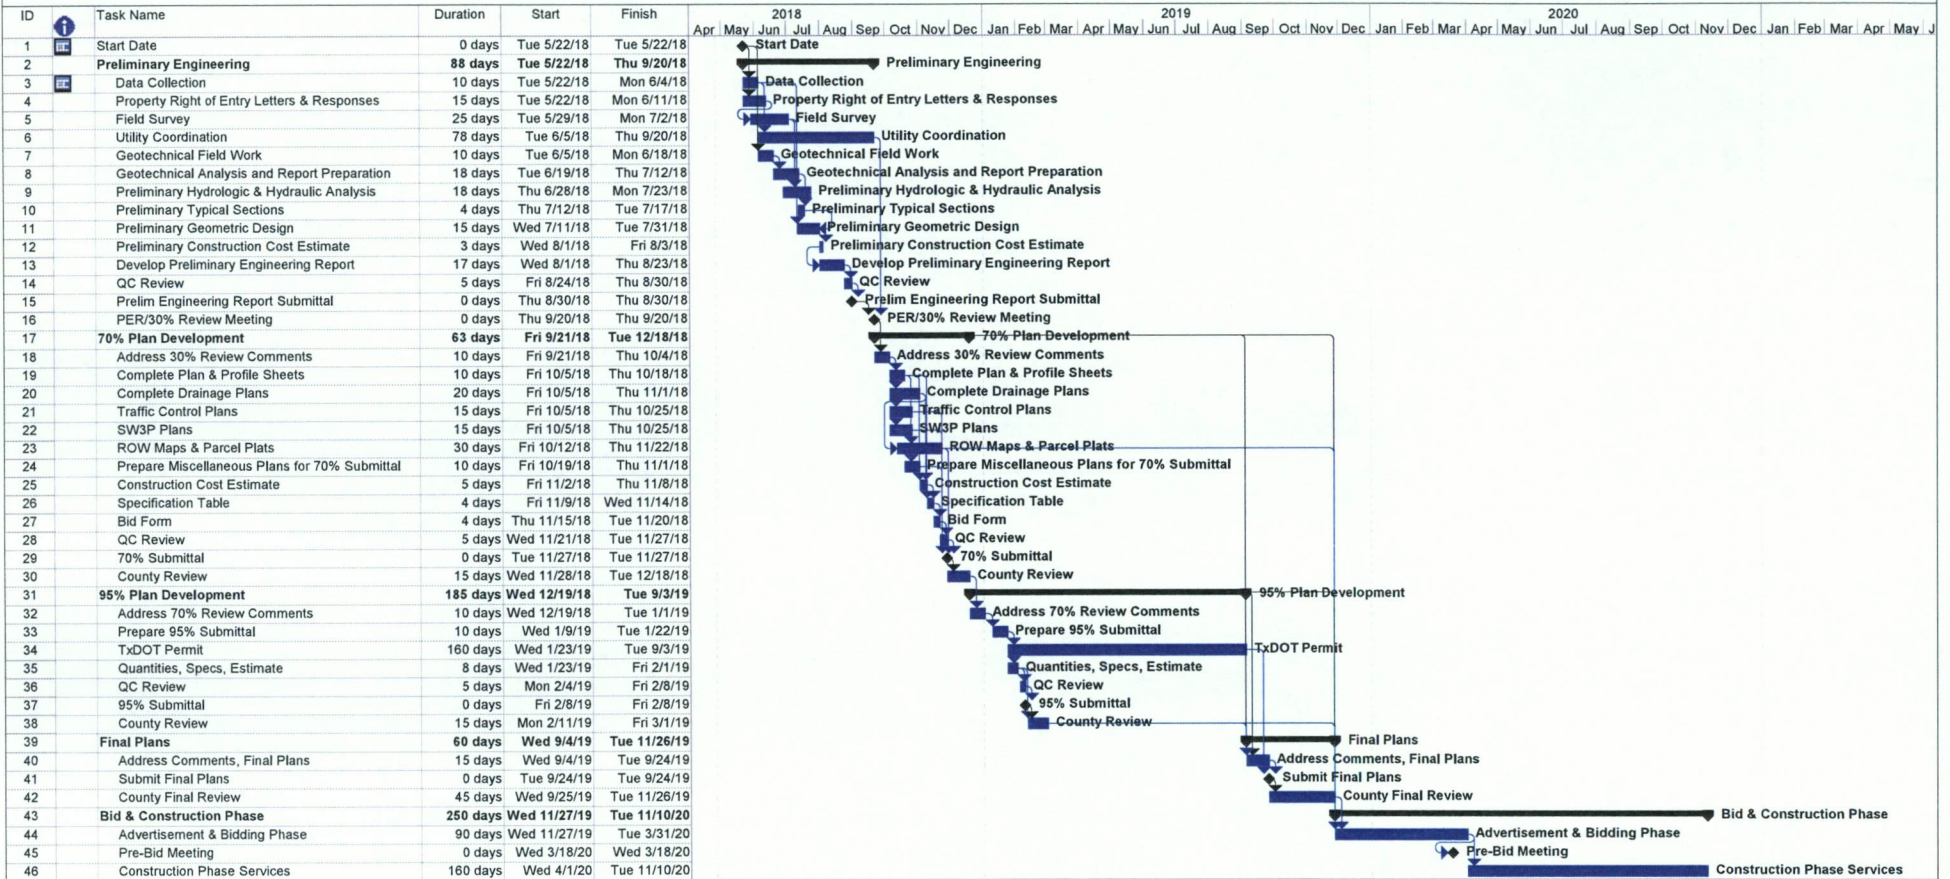 ID Task Name Duration Start Finish 2018 2019 2020
Apr May Jun Jul Aug Sep Oct Nov Dec Jan Feb Mar Apr May Jun Jul Aug Sep Oct Nov Dec Jan Feb Mar Apr May Jun Jul Aug Sep Oct Nov Dec Jan Feb Mar Apr May J
1 Start Date 0 days Tue 5/22/18 Tue 5/22/18 Start Date
2 Preliminary Engineering 88 days Tue 5/22/18 Thu 9/20/18 Preliminary Engineering
3 Data Collection 10 days Tue 5/22/18 Mon 6/4/18 Data Collection
4 Property Right of Entry Letters & Responses 15 days Tue 5/22/18 Mon 6/11/18 Property Right of Entry Letters & Responses
5 Field Survey 25 days Tue 5/29/18 Mon 7/2/18 Field Survey
6 Utility Coordination 78 days Tue 6/5/18 Thu 9/20/18 Utility Coordination
7 Geotechnical Field Work 10 days Tue 6/5/18 Mon 6/18/18 Geotechnical Field Work
8 Geotechnical Analysis and Report Preparation 18 days Tue 6/19/18 Thu 7/12/18 Geotechnical Analysis and Report Preparation
9 Preliminary Hydrologic & Hydraulic Analysis 18 days Thu 6/28/18 Mon 7/23/18 Preliminary Hydrologic & Hydraulic Analysis
10 Preliminary Typical Sections 4 days Thu 7/12/18 Tue 7/17/18 Preliminary Typical Sections
11 Preliminary Geometric Design 15 days Wed 7/11/18 Tue 7/31/18 Preliminary Geometric Design
12 Preliminary Construction Cost Estimate 3 days Wed 8/1/18 Fri 8/3/18 Preliminary Construction Cost Estimate
13 Develop Preliminary Engineering Report 17 days Wed 8/1/18 Thu 8/23/18 Develop Preliminary Engineering Report
14 QC Review 5 days Fri 8/24/18 Thu 8/30/18 QC Review
15 Prelim Engineering Report Submittal 0 days Thu 8/30/18 Thu 8/30/18 Prelim Engineering Report Submittal
16 PER/30% Review Meeting 0 days Thu 9/20/18 Thu 9/20/18 PER/30% Review Meeting
17 70% Plan Development 63 days Fri 9/21/18 Tue 12/18/18 70% Plan Development
18 Address 30% Review Comments 10 days Fri 9/21/18 Thu 10/4/18 Address 30% Review Comments
19 Complete Plan & Profile Sheets 10 days Fri 10/5/18 Thu 10/18/18 Complete Plan & Profile Sheets
20 Complete Drainage Plans 20 days Fri 10/5/18 Thu 11/1/18 Complete Drainage Plans
21 Traffic Control Plans 15 days Fri 10/5/18 Thu 10/25/18 Traffic Control Plans
22 SW3P Plans 15 days Fri 10/5/18 Thu 10/25/18 SW3P Plans
23 ROW Maps & Parcel Plats 30 days Fri 10/12/18 Thu 11/22/18 ROW Maps & Parcel Plats
24 Prepare Miscellaneous Plans for 70% Submittal 10 days Fri 10/19/18 Thu 11/1/18 Prepare Miscellaneous Plans for 70% Submittal
25 Construction Cost Estimate 5 days Fri 11/2/18 Thu 11/8/18 Construction Cost Estimate
26 Specification Table 4 days Fri 11/9/18 Wed 11/14/18 Specification Table
27 Bid Form 4 days Thu 11/15/18 Tue 11/20/18 Bid Form
28 QC Review 5 days Wed 11/21/18 Tue 11/27/18 QC Review
29 70% Submittal 0 days Tue 11/27/18 Tue 11/27/18 70% Submittal
30 County Review 15 days Wed 11/28/18 Tue 12/18/18 County Review
31 95% Plan Development 185 days Wed 12/19/18 Tue 9/3/19 95% Plan Development
32 Address 70% Review Comments 10 days Wed 12/19/18 Tue 1/1/19 Address 70% Review Comments
33 Prepare 95% Submittal 10 days Wed 1/9/19 Tue 1/22/19 Prepare 95% Submittal
34 TxDOT Permit 160 days Wed 1/23/19 Tue 9/3/19 TxDOT Permit
35 Quantities, Specs, Estimate 8 days Wed 1/23/19 Fri 2/1/19 Quantities, Specs, Estimate
36 QC Review 5 days Mon 2/4/19 Fri 2/8/19 QC Review
37 95% Submittal 0 days Fri 2/8/19 Fri 2/8/19 95% Submittal
38 County Review 15 days Mon 2/11/19 Fri 3/1/19 County Review
39 Final Plans 60 days Wed 9/4/19 Tue 11/26/19 Final Plans
40 Address Comments, Final Plans 15 days Wed 9/4/19 Tue 9/24/19 Address Comments, Final Plans
41 Submit Final Plans 0 days Tue 9/24/19 Tue 9/24/19 Submit Final Plans
42 County Final Review 45 days Wed 9/25/19 Tue 11/26/19 County Final Review
43 Bid & Construction Phase 250 days Wed 11/27/19 Tue 11/10/20 Bid & Construction Phase
44 Advertisement & Bidding Phase 90 days Wed 11/27/19 Tue 3/31/20 Advertisement & Bidding Phase
45 Pre-Bid Meeting 0 days Wed 3/18/20 Wed 3/18/20 Pre-Bid Meeting
46 Construction Phase Services 160 days Wed 4/1/20 Tue 11/10/20 Construction Phase Services